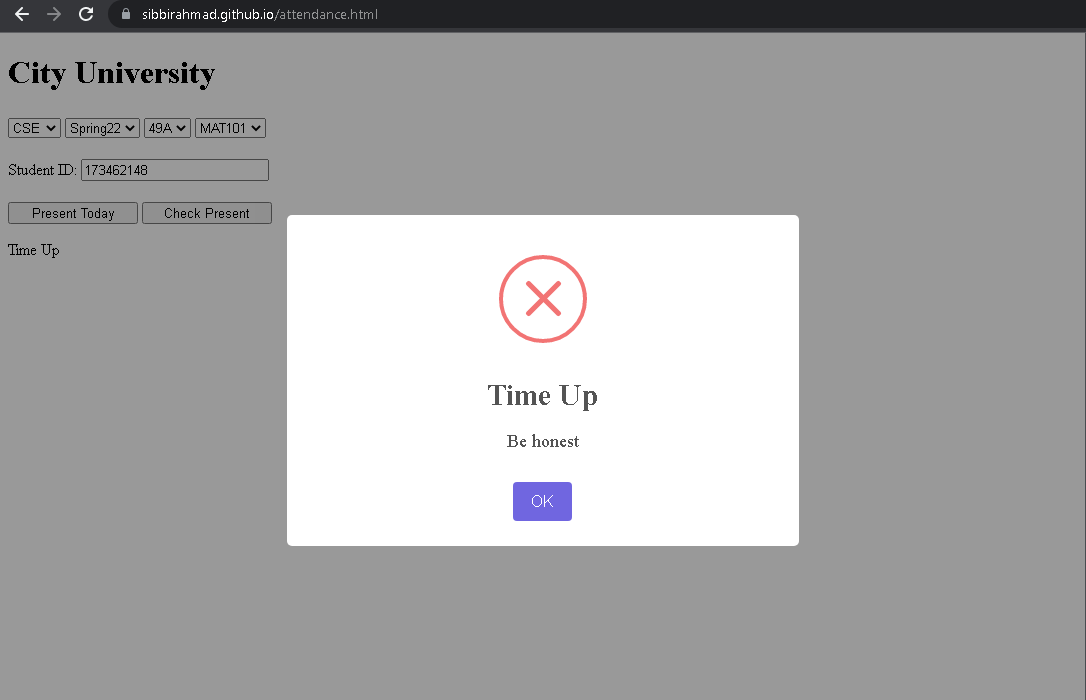 sibbirahmad.github.io/attendance.html
City University
CSE Spring22 49A MAT101
Student ID: 173462148
Present Today Check Present
Time Up
Time Up
Be honest
OK